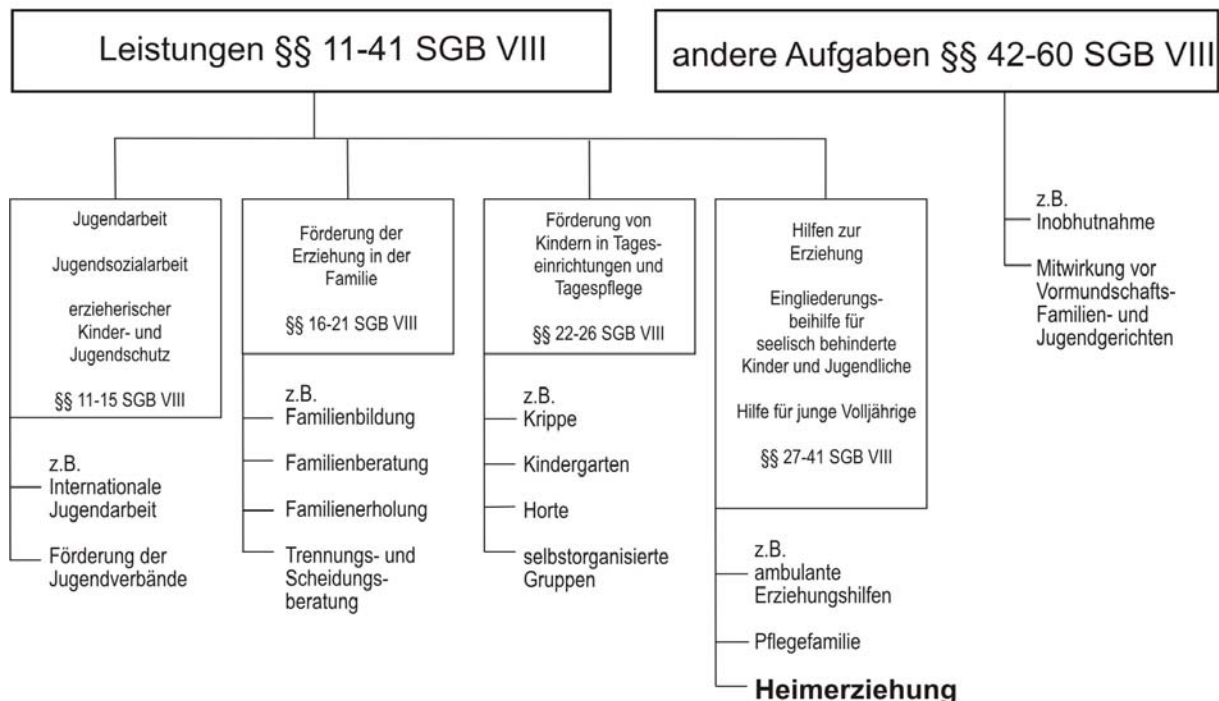 Leistungen §§ 11-41 SGB VIII
andere Aufgaben §§ 42-60 SGB VIII
Jugendarbeit
Jugendsozialarbeit
erzieherischer
Kinder- und
Jugendschutz
§§ 11-15 SGB VIII
z.B.
Internationale
Jugendarbeit
Förderung der
Jugendverbände
Förderung der
Erziehung in der
Familie
§§ 16-21 SGB VIII
z.B.
Familienbildung
Familienberatung
Familienerholung
Trennungs- und
Scheidungs-
beratung
Förderung von
Kindern in Tages-
einrichtungen und
Tagespflege
§§ 22-26 SGB VIII
z.B.
Krippe
Kindergarten
Horte
selbstorganisierte
Gruppen
Hilfen zur
Erziehung
Eingliederungs-
beihilfe für
seelisch behinderte
Kinder und Jugendliche
Hilfe für junge Volljährige
§§ 27-41 SGB VIII
z.B.
ambulante
Erziehungshilfen
Pflegefamilie
Heimerziehung
z.B.
Inobhutnahme
Mitwirkung vor
Vormundschafts-
Familien- und
Jugendgerichten